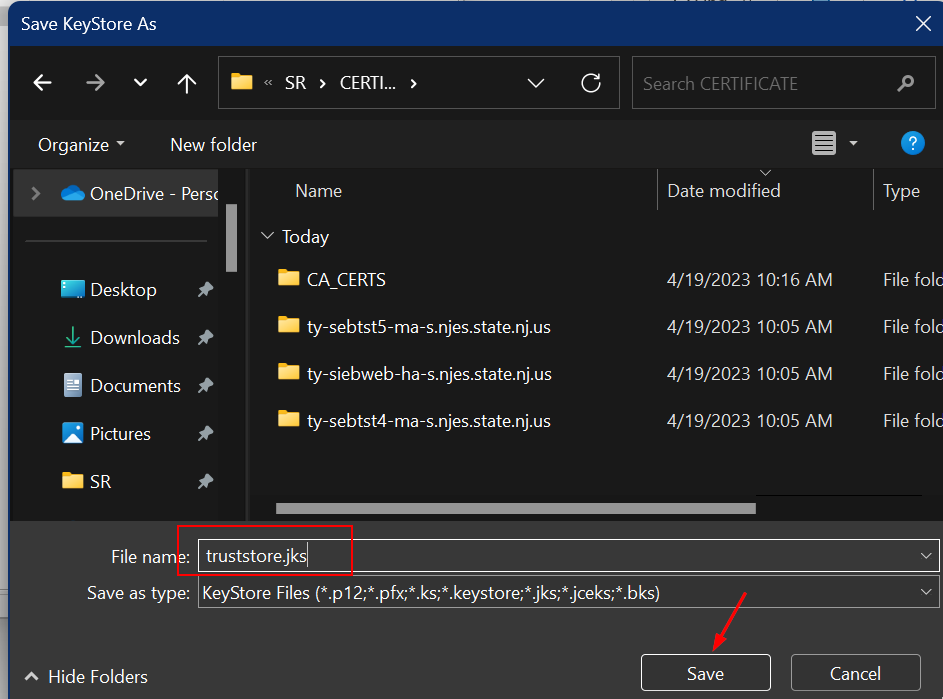 Save KeyStore As
« SR > CERTI... >
Search CERTIFICATE
Organize
New folder
?
OneDrive - Perso
Desktop
Downloads
Documents
Pictures
SR
Name
Date modified
Type
Today
CA_CERTS 4/19/2023 10:16 AM File fold
ty-sebtst5-ma-s.njes.state.nj.us 4/19/2023 10:05 AM File fold
ty-siebweb-ha-s.njes.state.nj.us 4/19/2023 10:05 AM File fold
ty-sebtst4-ma-s.njes.state.nj.us 4/19/2023 10:05 AM File fold
File name: truststore.jks
Save as type: KeyStore Files (*.p12;*.pfx;*.ks;*.keystore;*.jks;*.jceks;*.bks)
Hide Folders
Save
Cancel